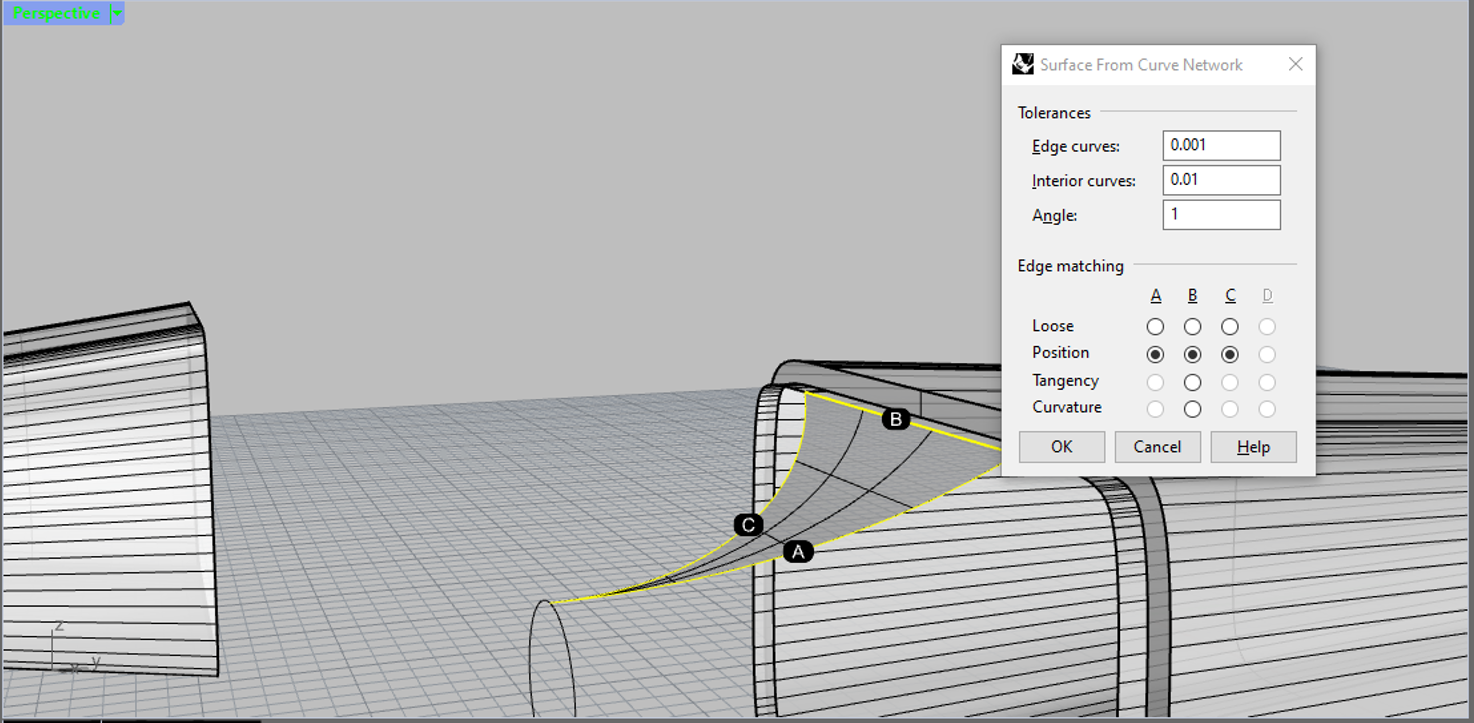 Perspective
Surface From Curve Network
Tolerances
Edge curves: 0.001
Interior curves: 0.01
Angle: 1
Edge matching
A B C D
Loose
Position
Tangency
Curvature
OK Cancel Help
B
C
A
z
x y